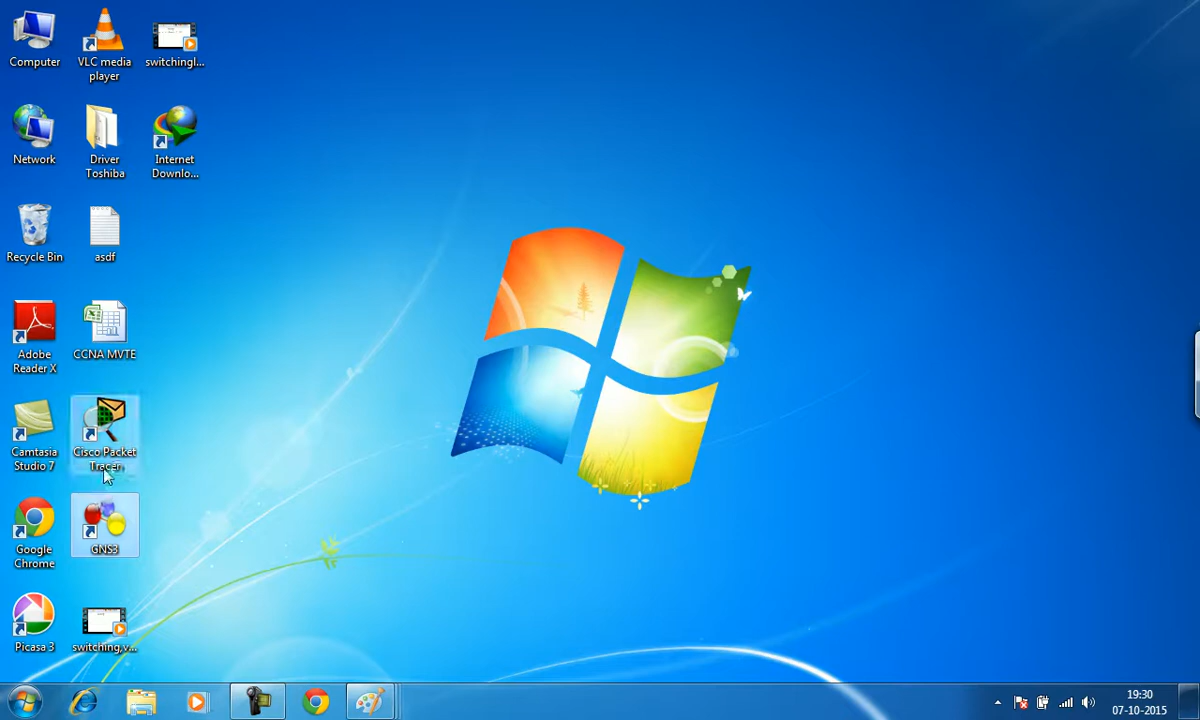 Computer
VLC media
player
switchingl...
Network
Driver
Toshiba
Internet
Downlo...
Recycle Bin
asdf
Adobe
Reader X
CCNA MVTE
Camtasia
Studio 7
Cisco Packet
Tracer
Google
Chrome
GNS3
Picasa 3
switching,v...
19:30
07-10-2015